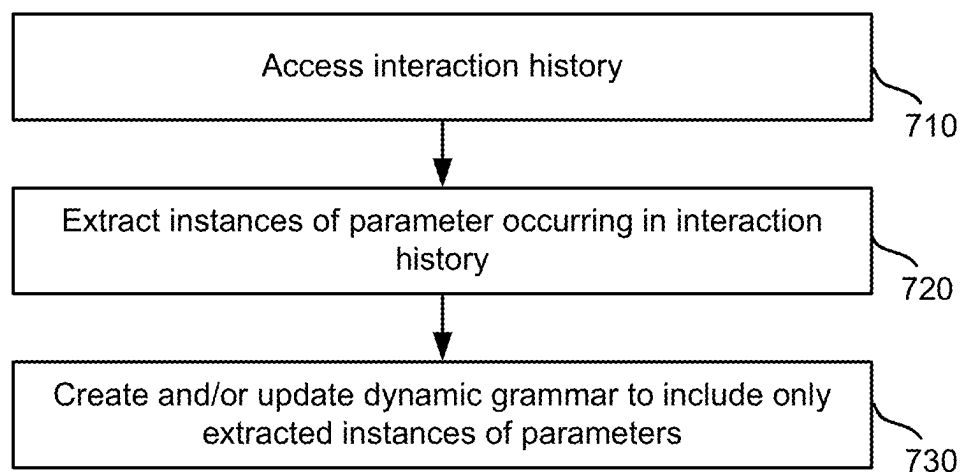 Access interaction history
710
Extract instances of parameter occurring in interaction
history
720
Create and/or update dynamic grammar to include only
extracted instances of parameters
730